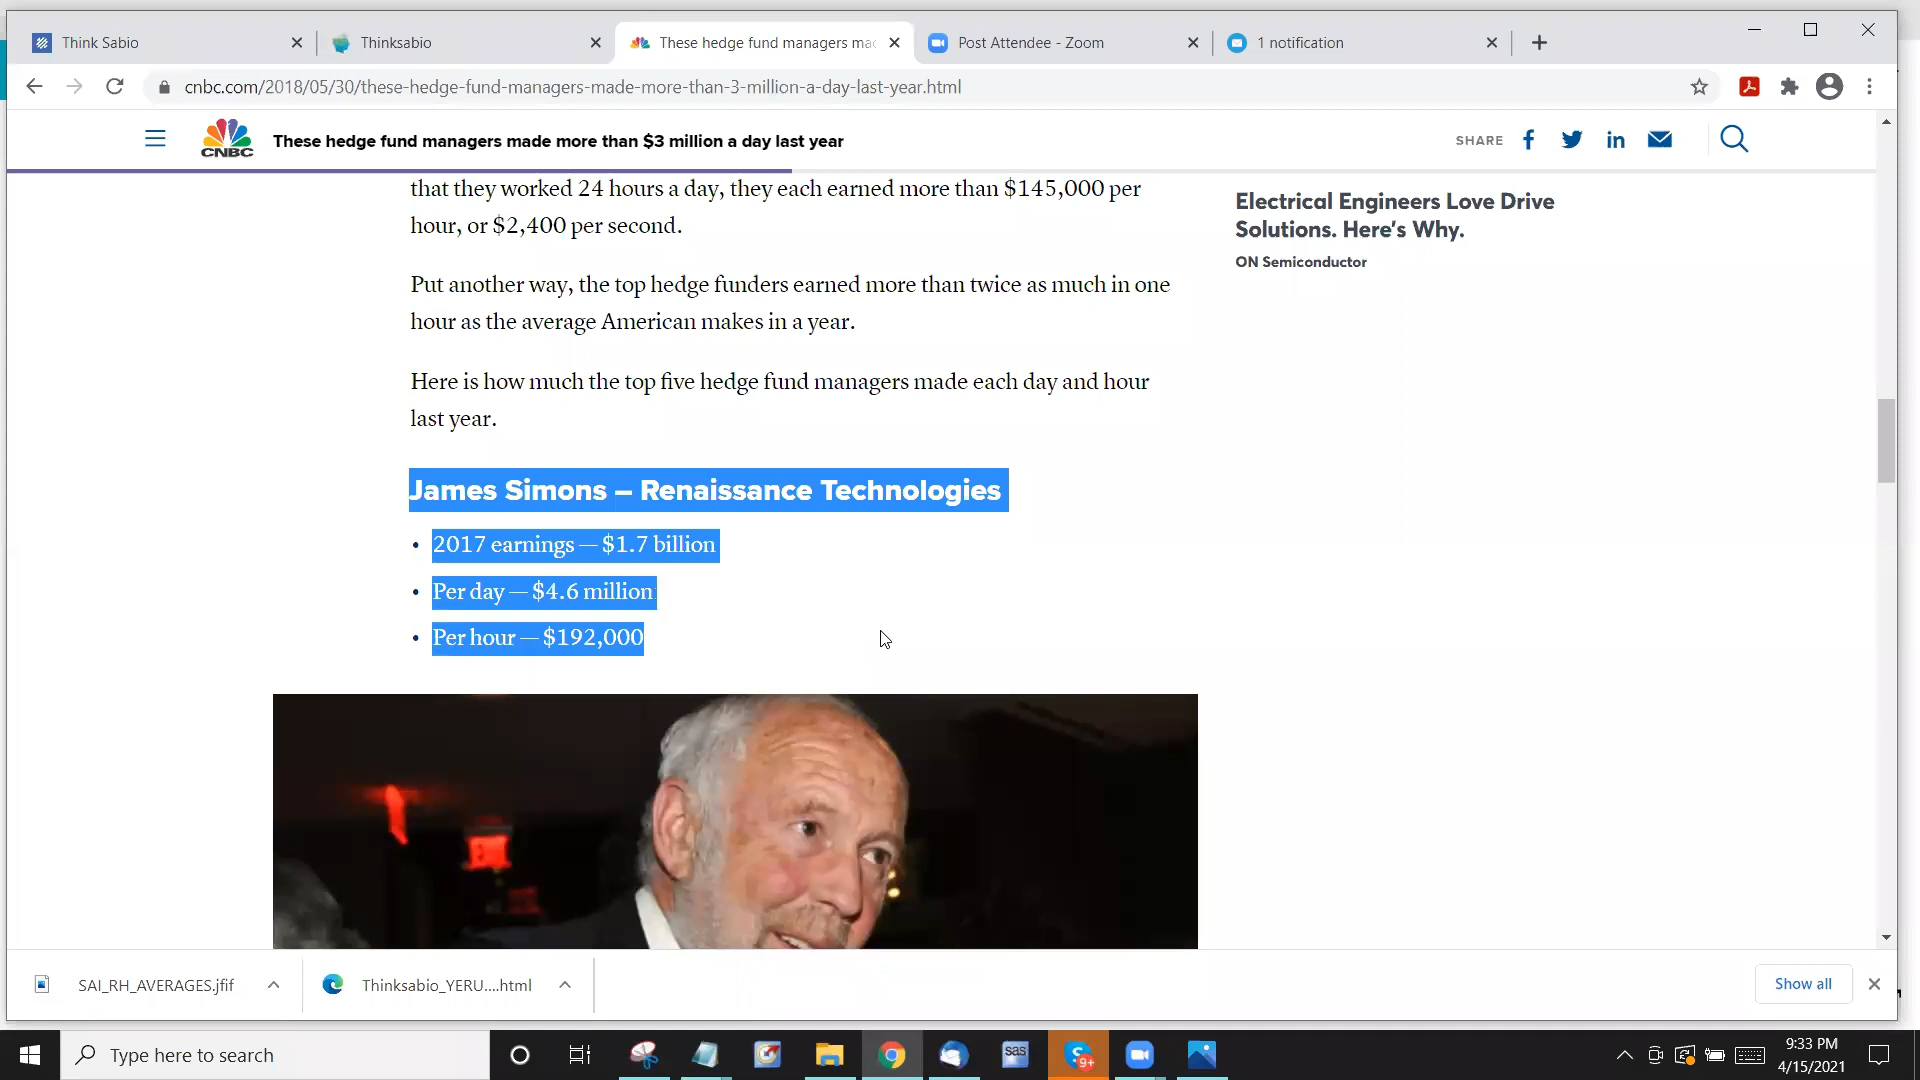 Think Sabio
Thinksabio
These hedge fund managers mac
Post Attendee - Zoom
1 notification
cnbc.com/2018/05/30/these-hedge-fund-managers-made-more-than-3-million-a-day-last-year.html
CNBC
These hedge fund managers made more than $3 million a day last year
SHARE
that they worked 24 hours a day, they each earned more than $145,000 per
hour, or $2,400 per second.
Put another way, the top hedge funders earned more than twice as much in one
hour as the average American makes in a year.
Here is how much the top five hedge fund managers made each day and hour
last year.
James Simons – Renaissance Technologies
• 2017 earnings — $1.7 billion
• Per day — $4.6 million
• Per hour — $192,000
Electrical Engineers Love Drive
Solutions. Here's Why.
ON Semiconductor
SAI_RH_AVERAGES.jfif
Thinksabio_YERU....html
Show all
Type here to search
sas
9+
9:33 PM
4/15/2021